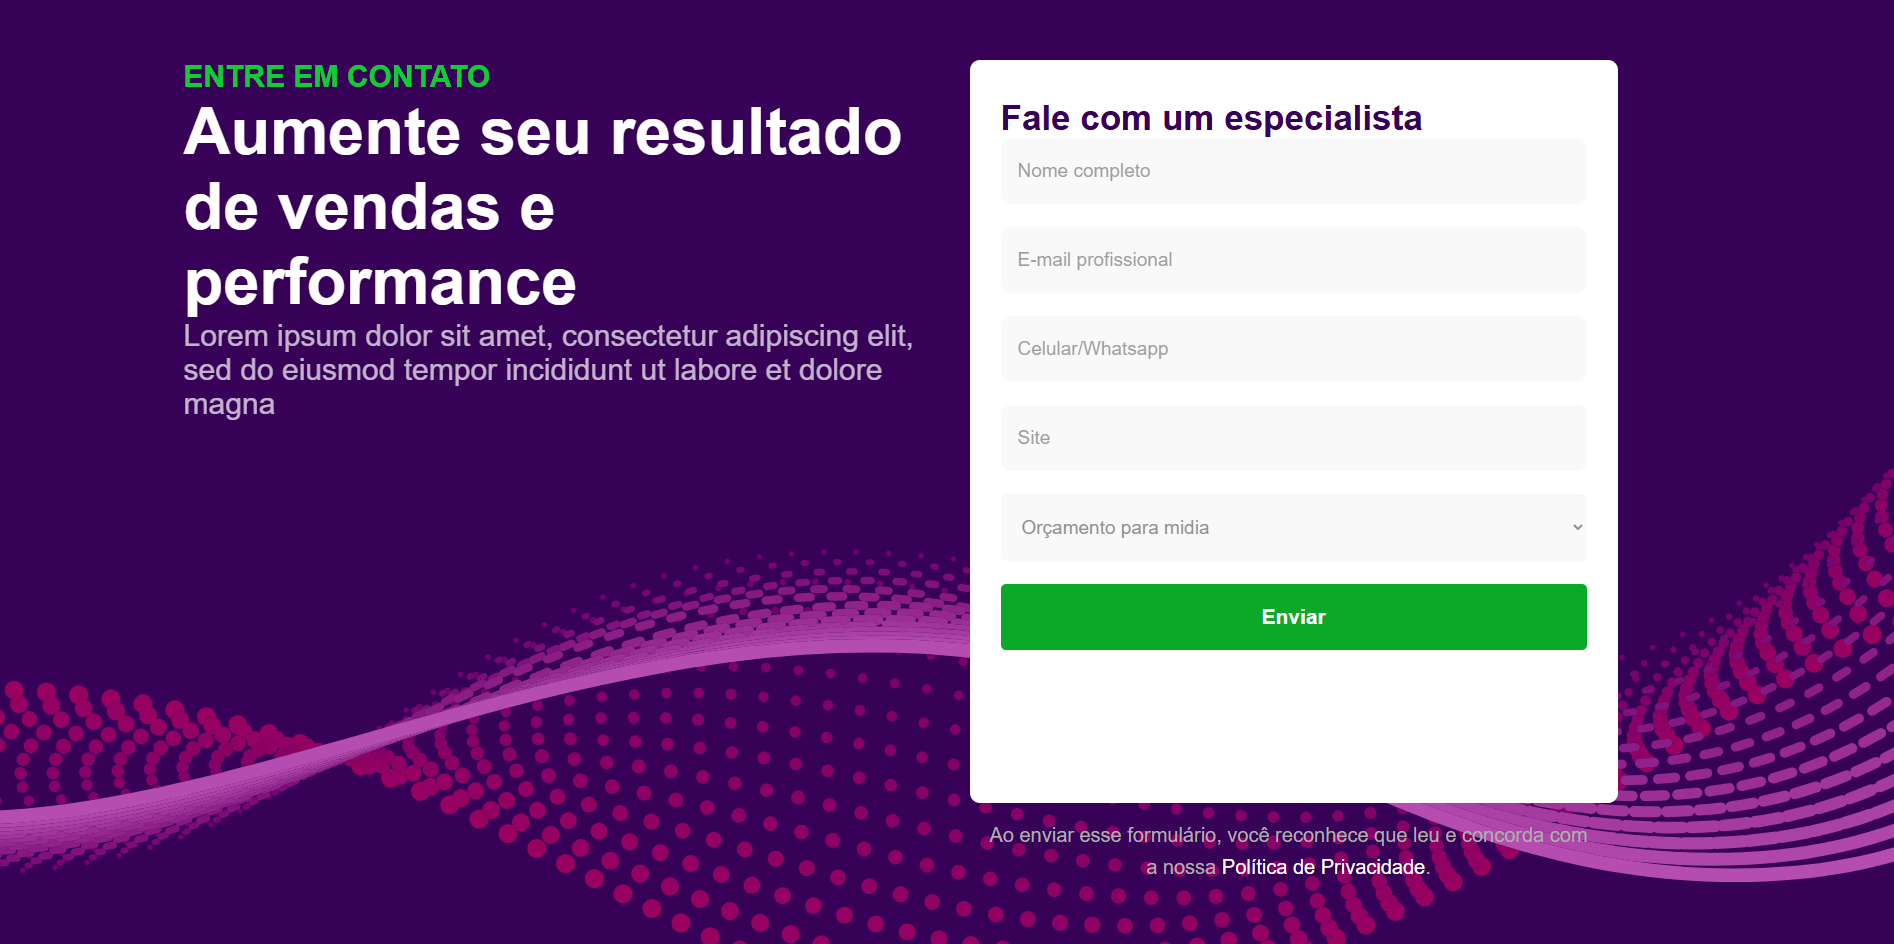 ENTRE EM CONTATO
Aumente seu resultado
de vendas e
performance
Lorem ipsum dolor sit amet, consectetur adipiscing elit,
sed do eiusmod tempor incididunt ut labore et dolore
magna
Fale com um especialista
Nome completo
E-mail profissional
Celular/Whatsapp
Site
Orçamento para midia
Enviar
Ao enviar esse formulário, você reconhece que leu e concorda com
a nossa Política de Privacidade.